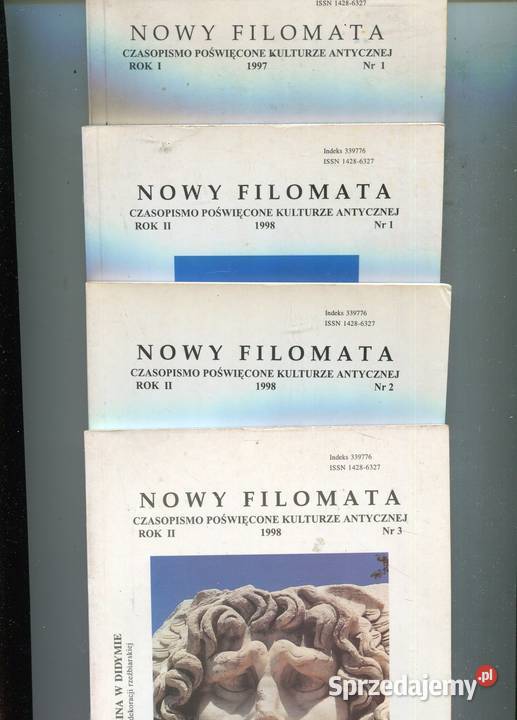 ISSN 1428-6327
NOWY FILOMATA
CZASOPISMO POŚWIĘCONE KULTURZE ANTYCZNEJ
ROK I 1997 Nr 1
Indeks 339776
ISSN 1428-6327
NOWY FILOMATA
CZASOPISMO POŚWIĘCONE KULTURZE ANTYCZNEJ
ROK II 1998 Nr 1
Indeks 339776
ISSN 1428-6327
NOWY FILOMATA
CZASOPISMO POŚWIĘCONE KULTURZE ANTYCZNEJ
ROK II 1998 Nr 2
Indeks 339776
ISSN 1428-6327
NOWY FILOMATA
CZASOPISMO POŚWIĘCONE KULTURZE ANTYCZNEJ
ROK II 1998 Nr 3
INA W DIDYMIE
dekoracji rzeźbiarskiej
Sprzedajemy.pl